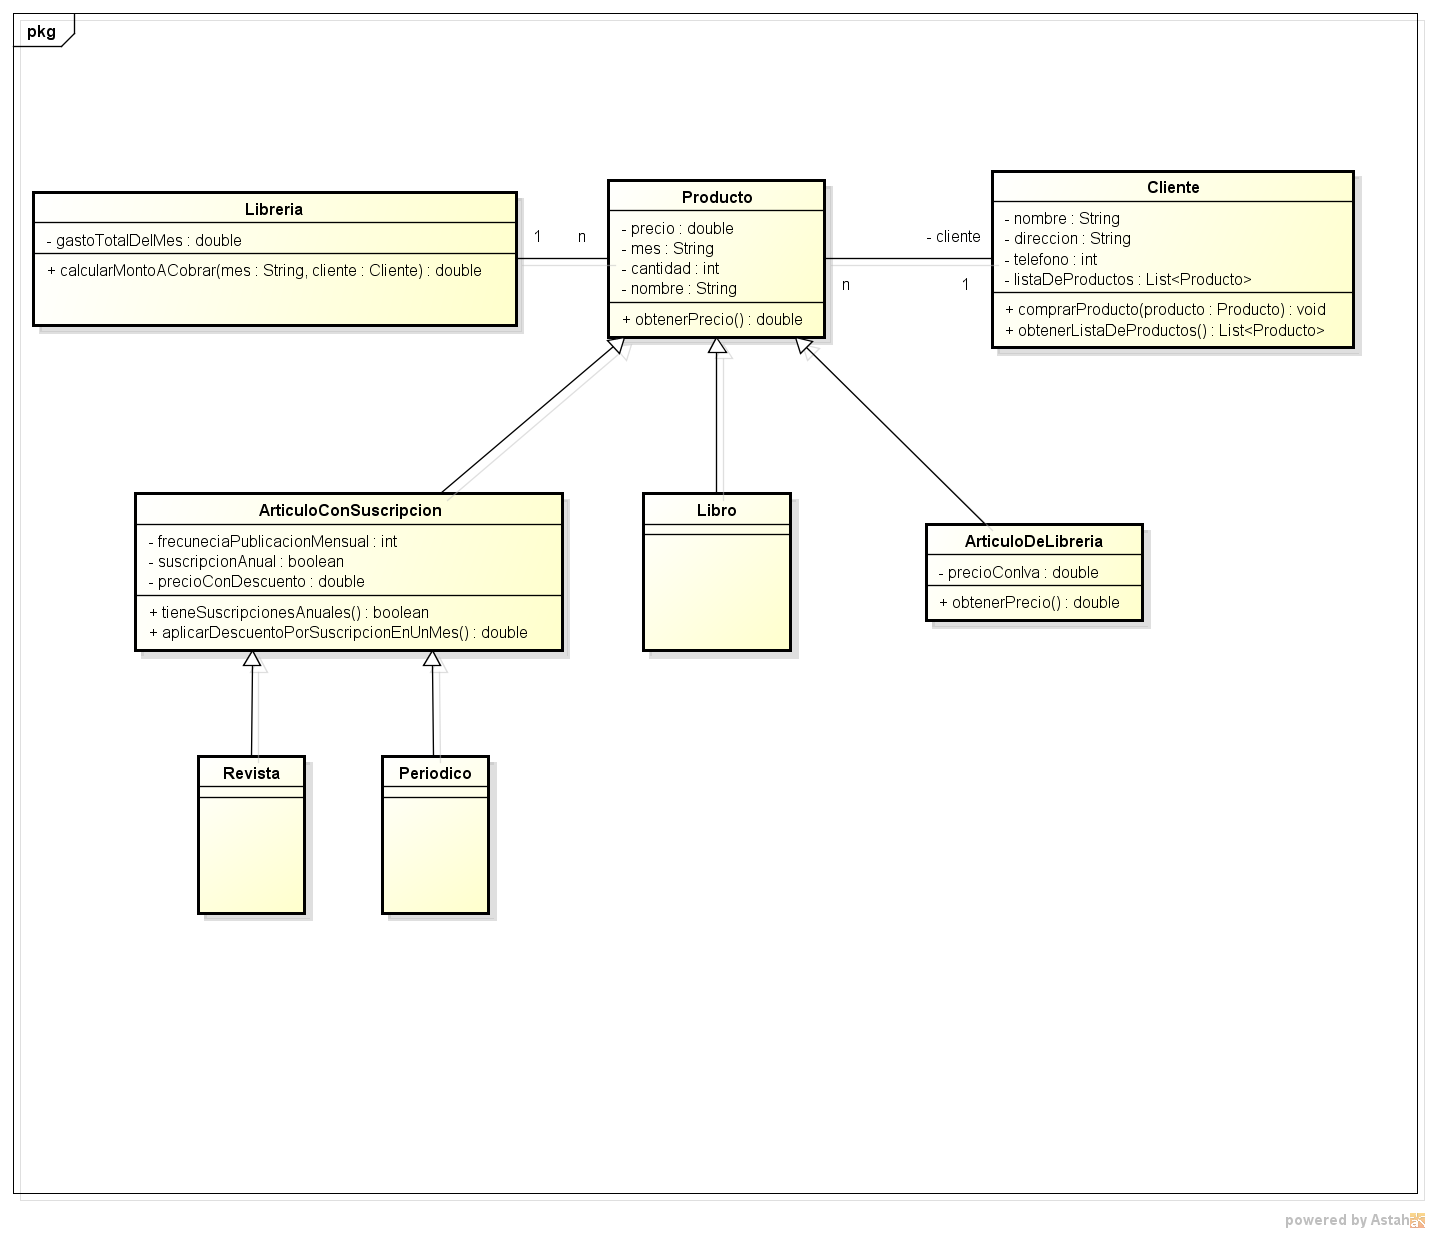 pkg
Libreria
- gastoTotalDelMes : double
+ calcularMontoACobrar(mes : String, cliente : Cliente) : double
1
n
Producto
- precio : double
- mes : String
- cantidad : int
- nombre : String
+ obtenerPrecio() : double
- cliente
n
1
Cliente
- nombre : String
- direccion : String
- telefono : int
- listaDeProductos : List<Producto>
+ comprarProducto(producto : Producto) : void
+ obtenerListaDeProductos() : List<Producto>
ArticuloConSuscripcion
- frecuneciaPublicacionMensual : int
- suscripcionAnual : boolean
- precioConDescuento : double
+ tieneSuscripcionesAnuales() : boolean
+ aplicarDescuentoPorSuscripcionEnUnMes() : double
Libro
ArticuloDeLibreria
- precioConIva : double
+ obtenerPrecio() : double
Revista
Periodico
powered by Astah